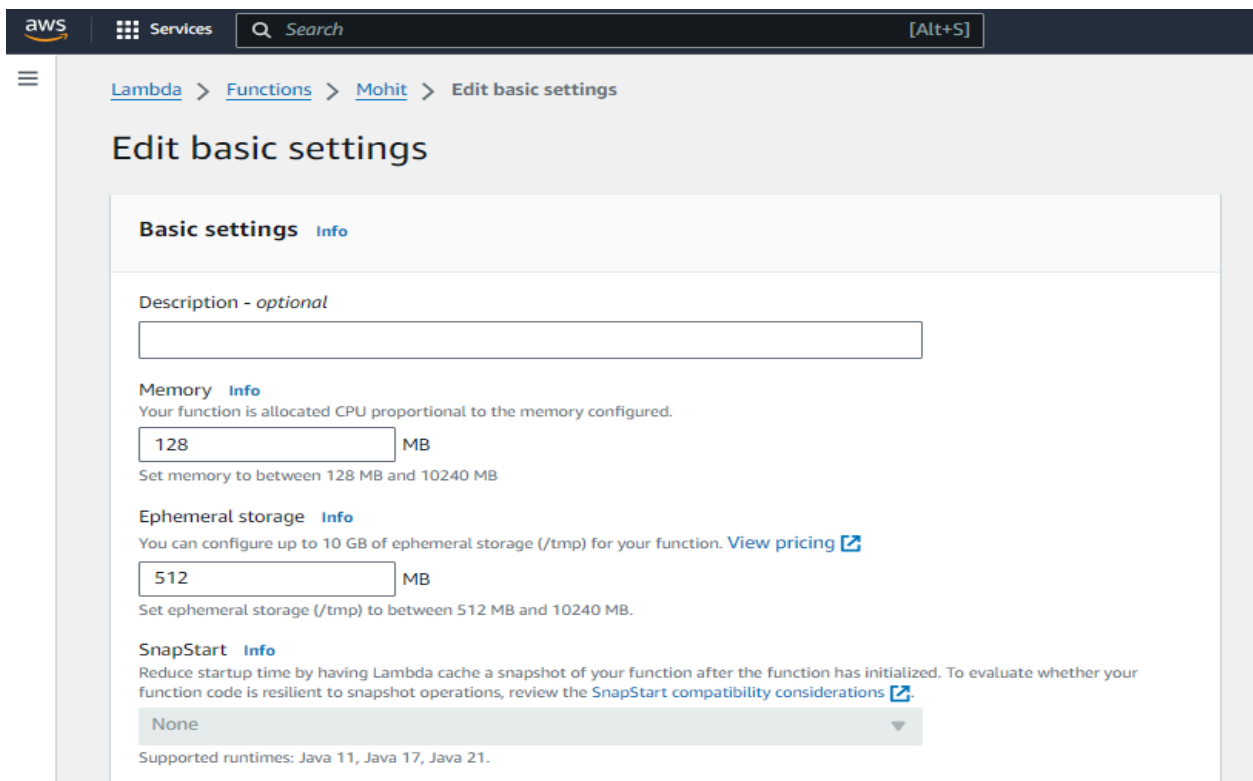 aws
Services
Search
[Alt+S]
Lambda > Functions > Mohit > Edit basic settings
Edit basic settings
Basic settings Info
Description - optional
Memory Info
Your function is allocated CPU proportional to the memory configured.
128 MB
Set memory to between 128 MB and 10240 MB
Ephemeral storage Info
You can configure up to 10 GB of ephemeral storage (/tmp) for your function. View pricing
512 MB
Set ephemeral storage (/tmp) to between 512 MB and 10240 MB.
SnapStart Info
Reduce startup time by having Lambda cache a snapshot of your function after the function has initialized. To evaluate whether your
function code is resilient to snapshot operations, review the SnapStart compatibility considerations.
None
Supported runtimes: Java 11, Java 17, Java 21.